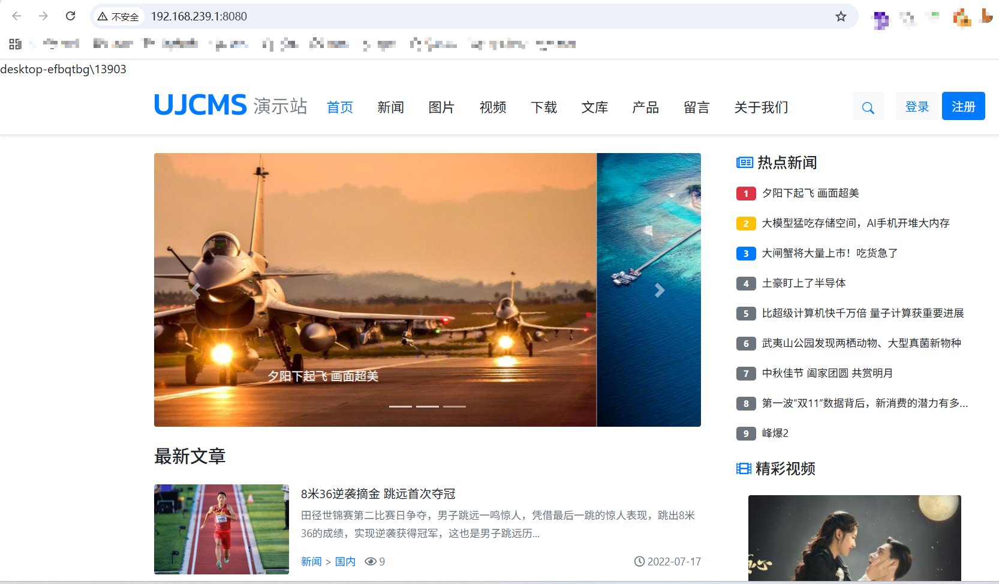 不安全 192.168.239.1:8080
desktop-efbqtbg\13903
UJCMS 演示站 首页 新闻 图片 视频 下载 文库 产品 留言 关于我们 登录 注册
夕阳下起飞 画面超美
最新文章
8米36逆袭摘金 跳远首次夺冠
田径世锦赛第二比赛日争夺，男子跳远一鸣惊人，凭借最后一跳的惊人表现，跳出8米
36的成绩，实现逆袭获得冠军，这也是男子跳远历...
新闻 > 国内 9 2022-07-17
热点新闻
1 夕阳下起飞 画面超美
2 大模型猛吃存储空间，AI手机开堆大内存
3 大闸蟹将大量上市！吃货急了
4 土豪盯上了半导体
5 比超级计算机快千万倍 量子计算获重要进展
6 武夷山公园发现两栖动物、大型真菌新物种
7 中秋佳节 阖家团圆 共赏明月
8 第一波“双11”数据背后，新消费的潜力有多...
9 峰爆2
精彩视频